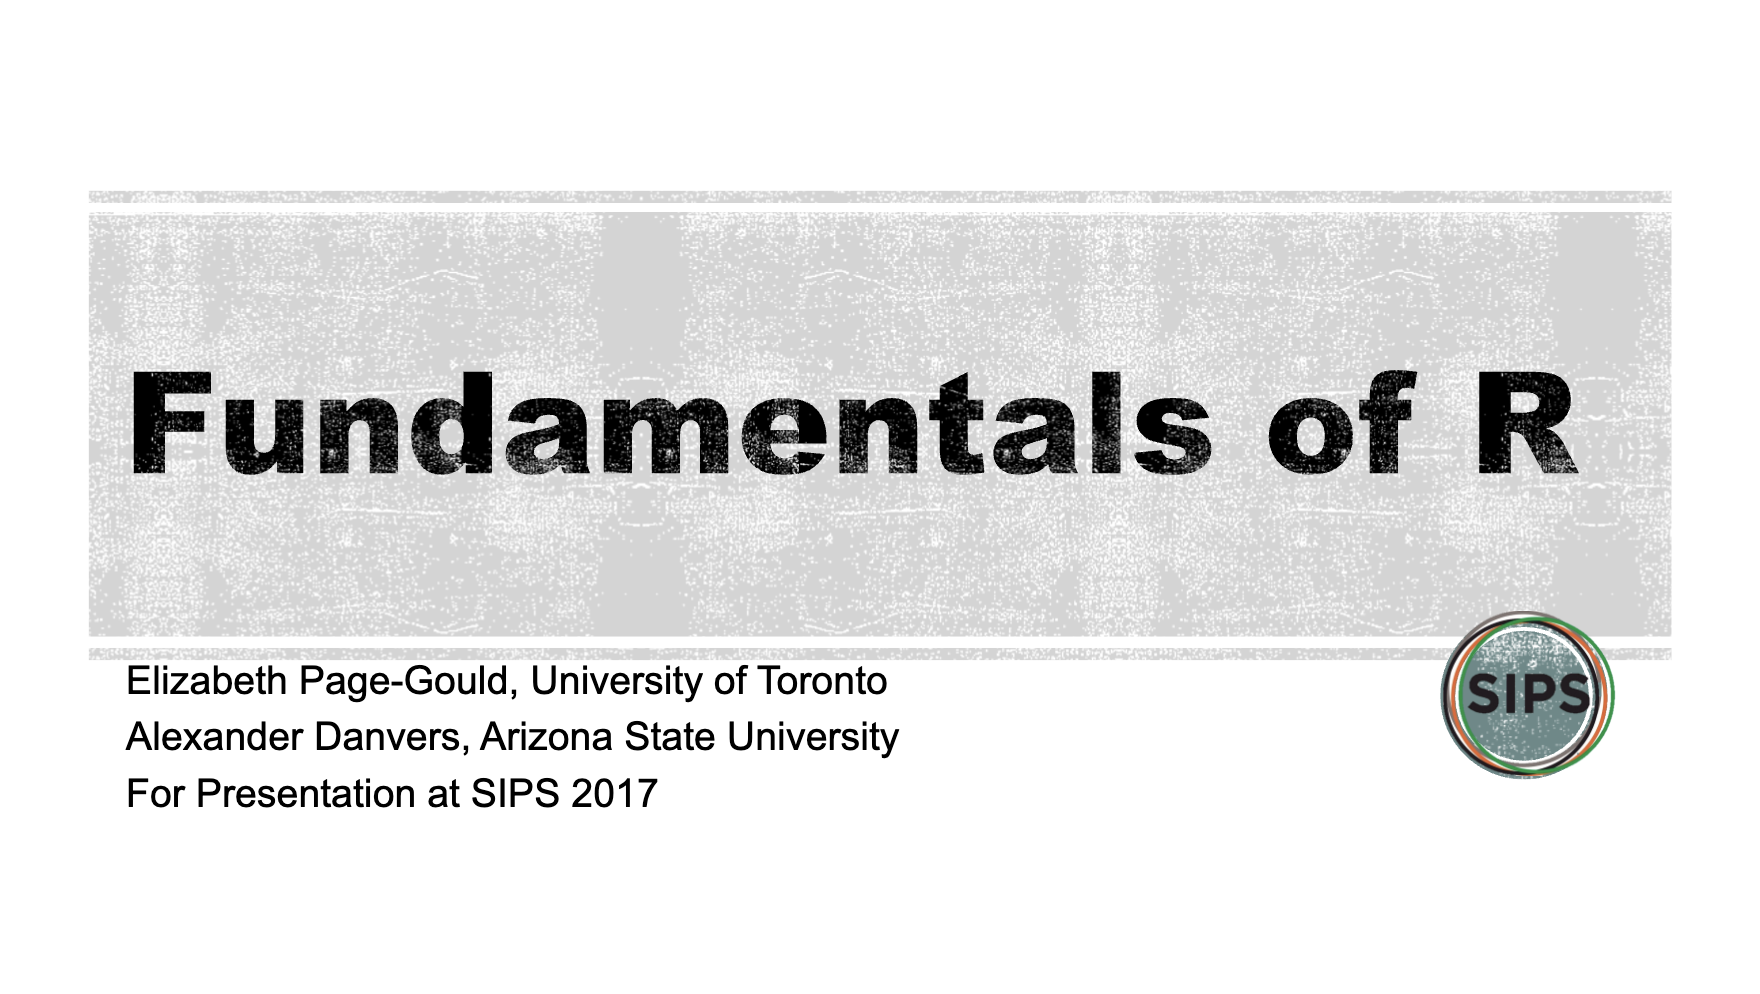 Fundamentals of R
Elizabeth Page-Gould, University of Toronto
Alexander Danvers, Arizona State University
For Presentation at SIPS 2017
SIPS